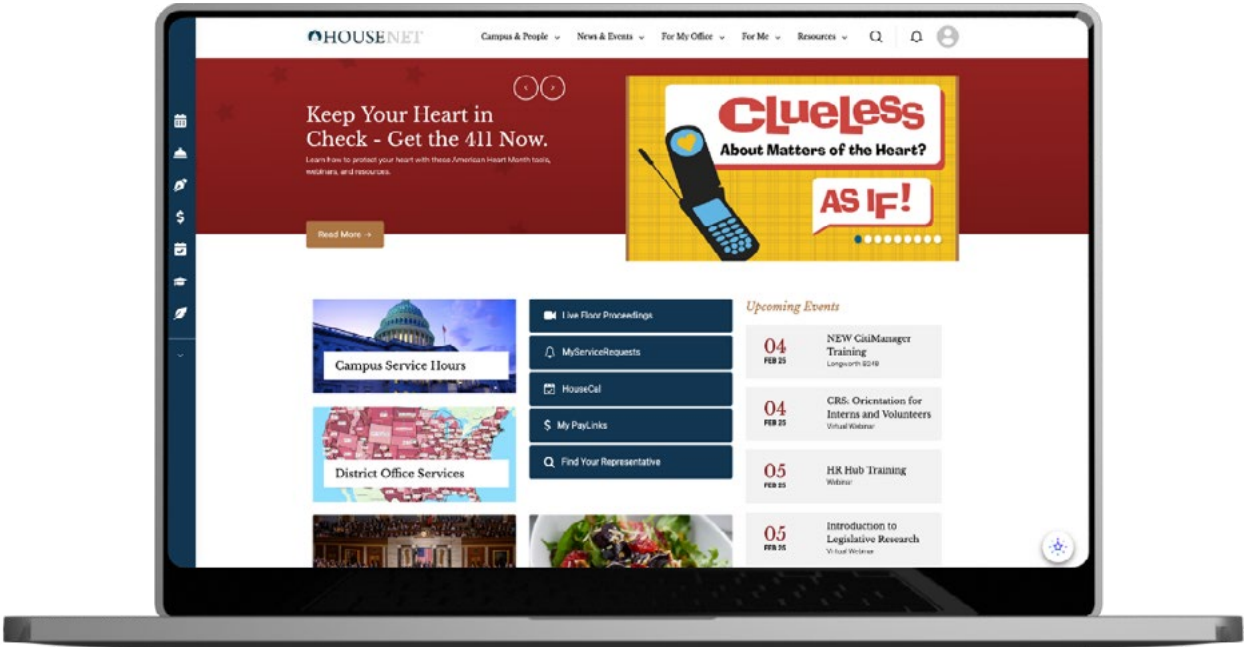 HOUSENET
Campus & People
News & Events
For My Office
For Me
Resources
Keep Your Heart in
Check - Get the 411 Now.
Learn how to protect your heart with these American Heart Month tools,
webinars, and resources.
Read More →
CLUELESS
About Matters of the Heart?
AS IF!
Campus Service Hours
District Office Services
Live Floor Proceedings
MyServiceRequests
HouseCal
My PayLinks
Find Your Representative
Upcoming Events
04
FEB 25
NEW CitiManager
Training
Longworth B248
04
FEB 25
CRS: Orientation for
Interns and Volunteers
Virtual Webinar
05
FEB 25
HR Hub Training
Webinar
05
FEB 25
Introduction to
Legislative Research
Virtual Webinar